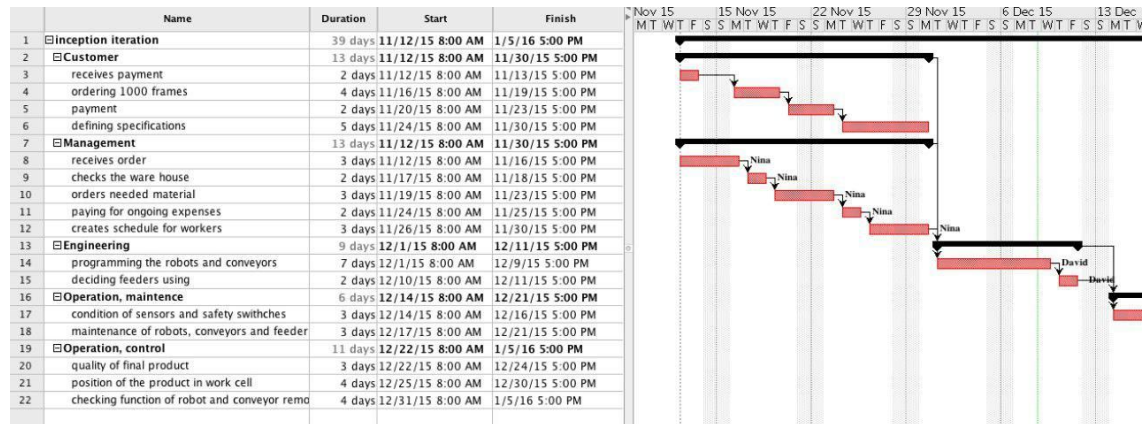 Name Duration Start Finish
Nov 15 15 Nov 15 22 Nov 15 29 Nov 15 6 Dec 15 13 Dec
M T W T F S S M T W T F S S M T W T F S S M T W T F S S M T W T F S S M T W
1 inception iteration 39 days 11/12/15 8:00 AM 1/5/16 5:00 PM
2 Customer 13 days 11/12/15 8:00 AM 11/30/15 5:00 PM
3 receives payment 2 days 11/12/15 8:00 AM 11/13/15 5:00 PM
4 ordering 1000 frames 4 days 11/16/15 8:00 AM 11/19/15 5:00 PM
5 payment 2 days 11/20/15 8:00 AM 11/23/15 5:00 PM
6 defining specifications 5 days 11/24/15 8:00 AM 11/30/15 5:00 PM
7 Management 13 days 11/12/15 8:00 AM 11/30/15 5:00 PM
8 receives order 3 days 11/12/15 8:00 AM 11/16/15 5:00 PM Nina
9 checks the ware house 2 days 11/17/15 8:00 AM 11/18/15 5:00 PM Nina
10 orders needed material 3 days 11/19/15 8:00 AM 11/23/15 5:00 PM Nina
11 paying for ongoing expenses 2 days 11/24/15 8:00 AM 11/25/15 5:00 PM Nina
12 creates schedule for workers 3 days 11/26/15 8:00 AM 11/30/15 5:00 PM Nina
13 Engineering 9 days 12/1/15 8:00 AM 12/11/15 5:00 PM
14 programming the robots and conveyors 7 days 12/1/15 8:00 AM 12/9/15 5:00 PM David
15 deciding feeders using 2 days 12/10/15 8:00 AM 12/11/15 5:00 PM David
16 Operation, maintence 6 days 12/14/15 8:00 AM 12/21/15 5:00 PM
17 condition of sensors and safety swithches 3 days 12/14/15 8:00 AM 12/16/15 5:00 PM
18 maintenance of robots, conveyors and feeder 3 days 12/17/15 8:00 AM 12/21/15 5:00 PM
19 Operation, control 11 days 12/22/15 8:00 AM 1/5/16 5:00 PM
20 quality of final product 3 days 12/22/15 8:00 AM 12/24/15 5:00 PM
21 position of the product in work cell 4 days 12/25/15 8:00 AM 12/30/15 5:00 PM
22 checking function of robot and conveyor remo 4 days 12/31/15 8:00 AM 1/5/16 5:00 PM